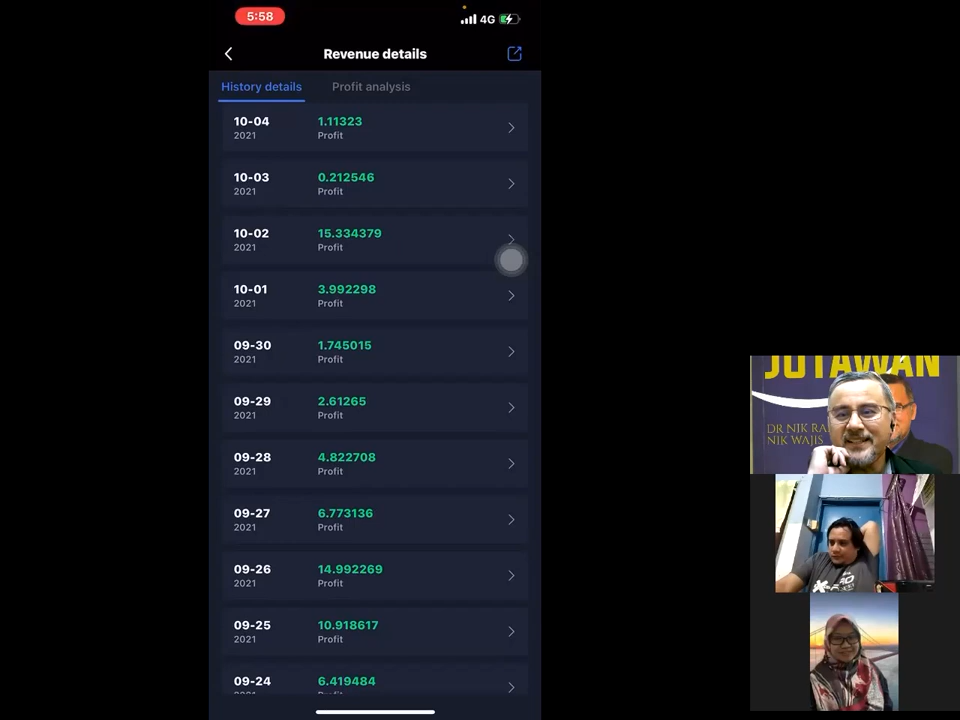 5:58
4G
Revenue details
History details
Profit analysis
10-04
1.11323
2021
Profit
10-03
0.212546
2021
Profit
10-02
15.334379
2021
Profit
10-01
3.992298
2021
Profit
09-30
1.745015
2021
Profit
09-29
2.61265
2021
Profit
09-28
4.822708
2021
Profit
09-27
6.773136
2021
Profit
09-26
14.992269
2021
Profit
09-25
10.918617
2021
Profit
09-24
6.419484
JUTAWAN
DR NIK
NIK WAJIS